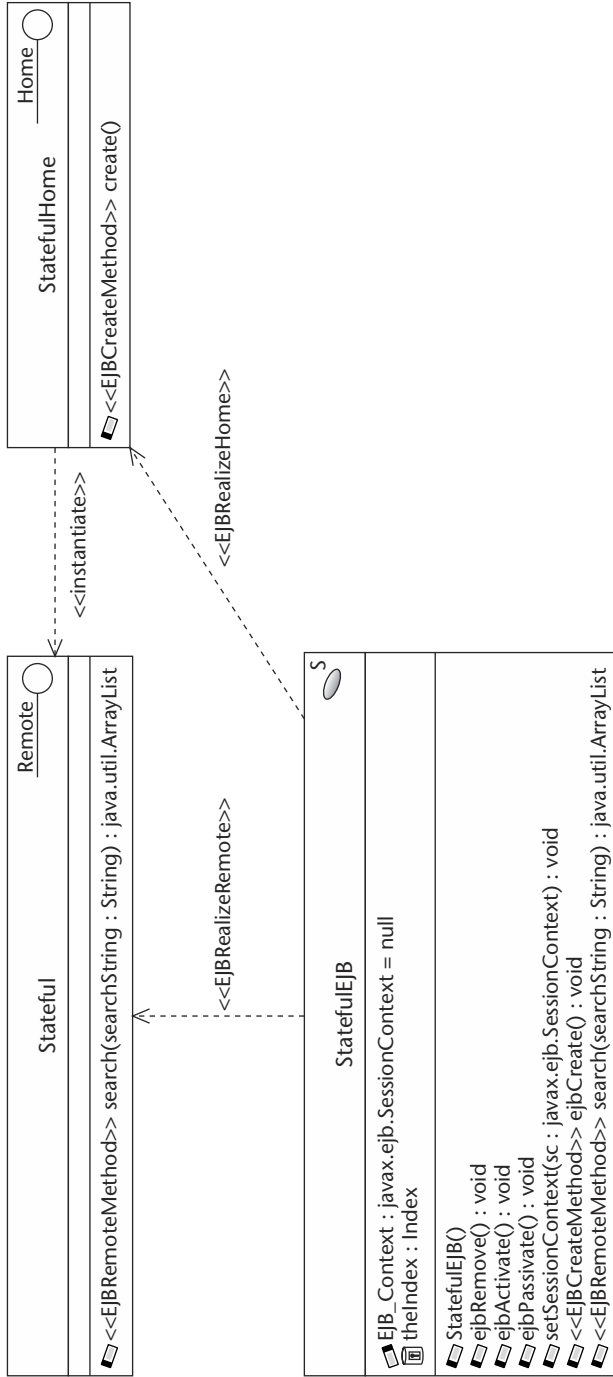 Remote
Stateful
<<EJBRemoteMethod>> search(searchString : String) : java.util.ArrayList
Home
StatefulHome
<<EJBCreateMethod>> create()
<<instantiate>>
<<EJBRealizeRemote>>
<<EJBRealizeHome>>
S
StatefulEJB
EJB_Context : javax.ejb.SessionContext = null
theIndex : Index
StatefulEJB()
ejbRemove() : void
ejbActivate() : void
ejbPassivate() : void
setSessionContext(sc : javax.ejb.SessionContext) : void
<<EJBCreateMethod>> ejbCreate() : void
<<EJBRemoteMethod>> search(searchString : String) : java.util.ArrayList